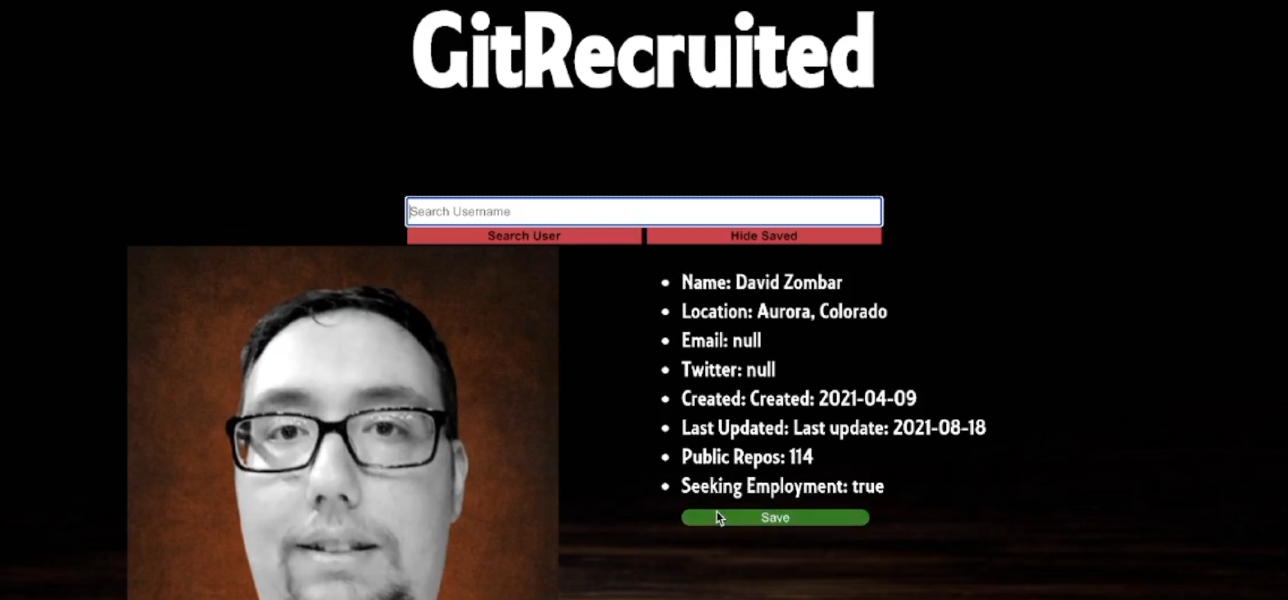 GitRecruited
Search Username
Search User
Hide Saved
Name: David Zombar
Location: Aurora, Colorado
Email: null
Twitter: null
Created: Created: 2021-04-09
Last Updated: Last update: 2021-08-18
Public Repos: 114
Seeking Employment: true
Save